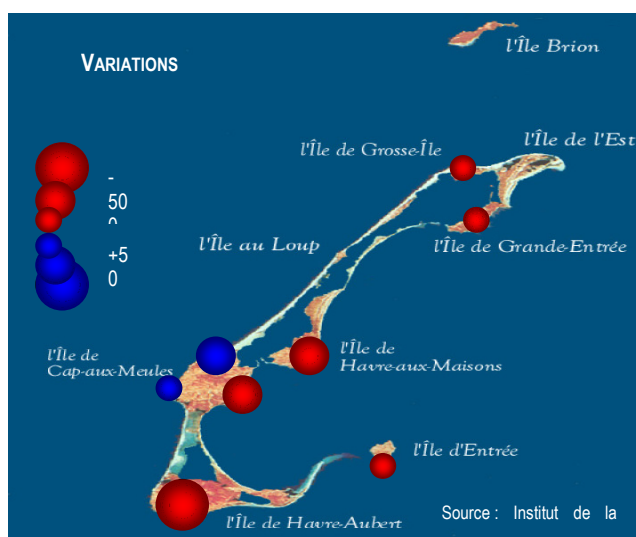 l'Île Brion
VARIATIONS
l'Île de l'Est
l'Île de Grosse-Île
-
50
+5
0
l'Île au Loup
l'Île de Grande-Entrée
l'Île de
Cap-aux-Meules
l'Île de
Havre-aux-Maisons
l'Île d'Entrée
l'Île de Havre-Aubert
Source : Institut de la